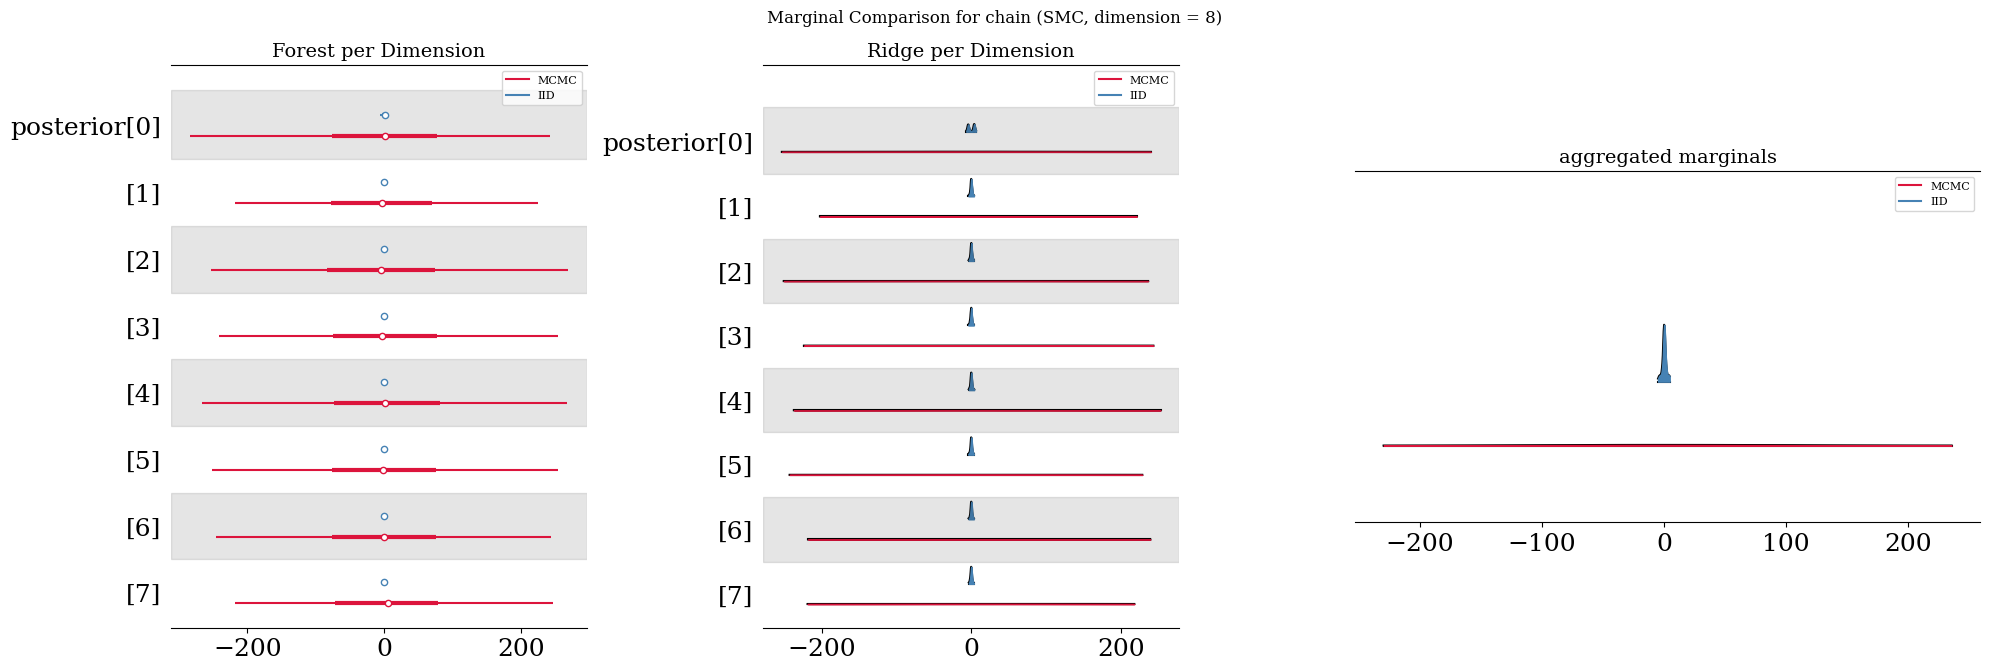 Marginal Comparison for chain (SMC, dimension = 8)
Forest per Dimension
MCMC
IID
posterior[0]
[1]
[2]
[3]
[4]
[5]
[6]
[7]
−200 0 200
Ridge per Dimension
MCMC
IID
posterior[0]
[1]
[2]
[3]
[4]
[5]
[6]
[7]
−200 0 200
aggregated marginals
MCMC
IID
−200 −100 0 100 200